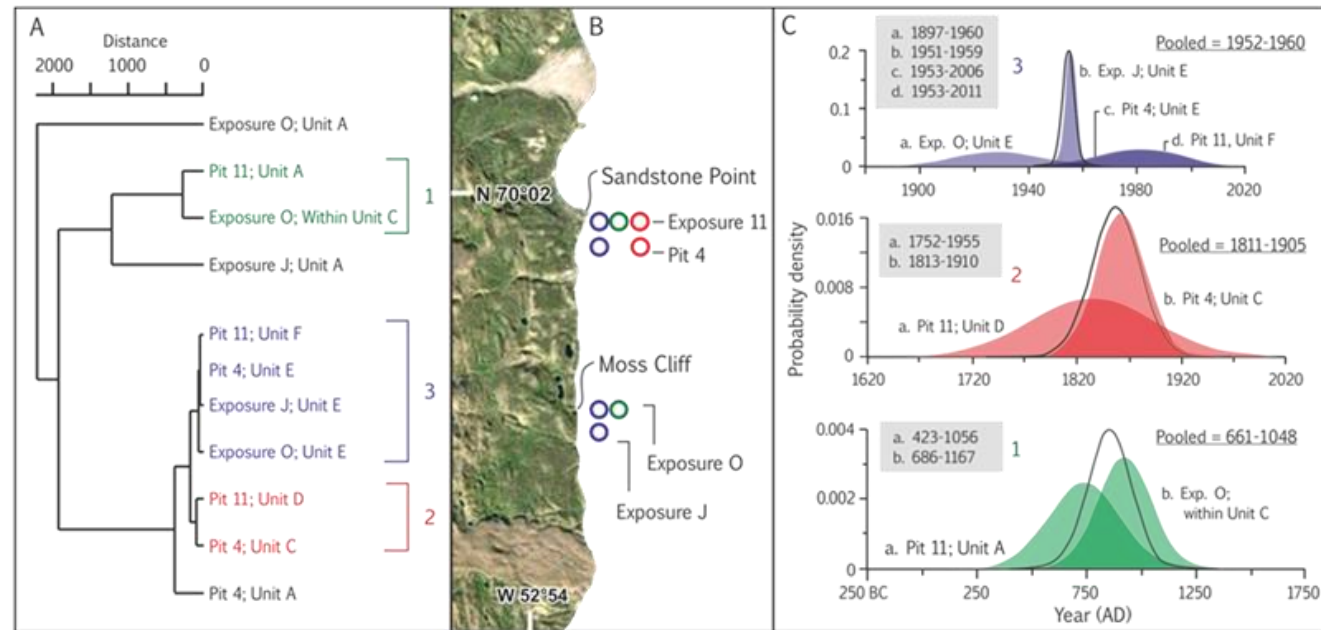 A
Distance
2000 1000 0
Exposure O; Unit A
Pit 11; Unit A
1
Exposure O; Within Unit C
Exposure J; Unit A
Pit 11; Unit F
Pit 4; Unit E
3
Exposure J; Unit E
Exposure O; Unit E
Pit 11; Unit D
2
Pit 4; Unit C
Pit 4; Unit A
B
N 70°02
Sandstone Point
Exposure 11
Pit 4
Moss Cliff
Exposure O
Exposure J
W 52°54
C
Probability density
a. 1897-1960
b. 1951-1959
c. 1953-2006
d. 1953-2011
3
Pooled = 1952-1960
b. Exp. J; Unit E
c. Pit 4; Unit E
a. Exp. O; Unit E
d. Pit 11, Unit F
0.2
0.1
0
1900 1940 1980 2020
a. 1752-1955
b. 1813-1910
2
Pooled = 1811-1905
b. Pit 4; Unit C
a. Pit 11; Unit D
0.016
0.008
0
1620 1720 1820 1920 2020
a. 423-1056
b. 686-1167
1
Pooled = 661-1048
b. Exp. O;
within Unit C
a. Pit 11; Unit A
0.004
0.002
0
250 BC 250 750 1250 1750
Year (AD)